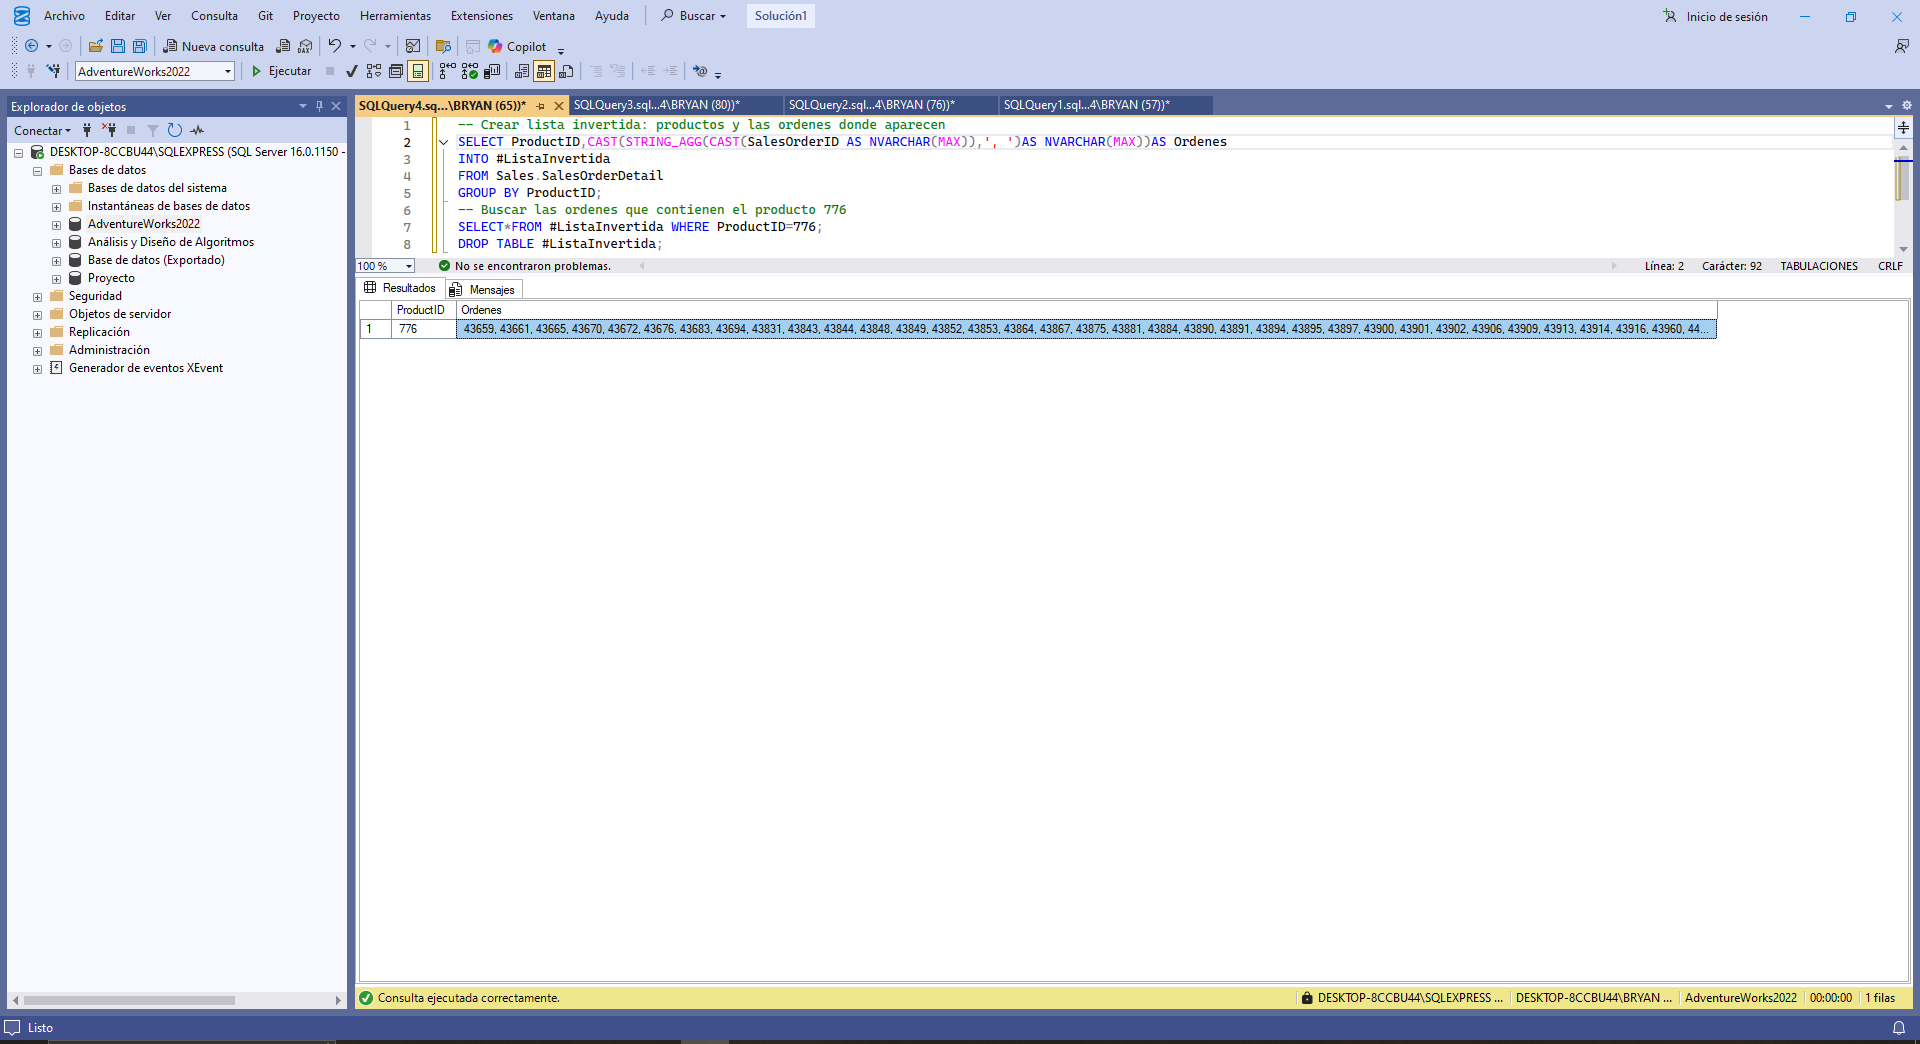 Archivo Editar Ver Consulta Git Proyecto Herramientas Extensiones Ventana Ayuda Buscar Solución1 Inicio de sesión
Nueva consulta DAX Copilot
AdventureWorks2022 Ejecutar
Explorador de objetos
Conectar
DESKTOP-8CCBU44\SQLEXPRESS (SQL Server 16.0.1150 -
Bases de datos
Bases de datos del sistema
Instantáneas de bases de datos
AdventureWorks2022
Análisis y Diseño de Algoritmos
Base de datos (Exportado)
Proyecto
Seguridad
Objetos de servidor
Replicación
Administración
Generador de eventos XEvent
SQLQuery4.sq...\BRYAN (65))* SQLQuery3.sql...4\BRYAN (80))* SQLQuery2.sql...4\BRYAN (76))* SQLQuery1.sql...4\BRYAN (57))*
1 -- Crear lista invertida: productos y las ordenes donde aparecen
2 SELECT ProductID,CAST(STRING_AGG(CAST(SalesOrderID AS NVARCHAR(MAX)),', ')AS NVARCHAR(MAX))AS Ordenes
3 INTO #ListaInvertida
4 FROM Sales.SalesOrderDetail
5 GROUP BY ProductID;
6 -- Buscar las ordenes que contienen el producto 776
7 SELECT*FROM #ListaInvertida WHERE ProductID=776;
8 DROP TABLE #ListaInvertida;
100 % No se encontraron problemas. Línea: 2 Carácter: 92 TABULACIONES CRLF
Resultados Mensajes
ProductID Ordenes
1 776 43659, 43661, 43665, 43670, 43672, 43676, 43683, 43694, 43831, 43843, 43844, 43848, 43849, 43852, 43853, 43864, 43867, 43875, 43881, 43884, 43890, 43891, 43894, 43895, 43897, 43900, 43901, 43902, 43906, 43909, 43913, 43914, 43916, 43960, 44...
Consulta ejecutada correctamente. DESKTOP-8CCBU44\SQLEXPRESS ... DESKTOP-8CCBU44\BRYAN ... AdventureWorks2022 00:00:00 1 filas
Listo